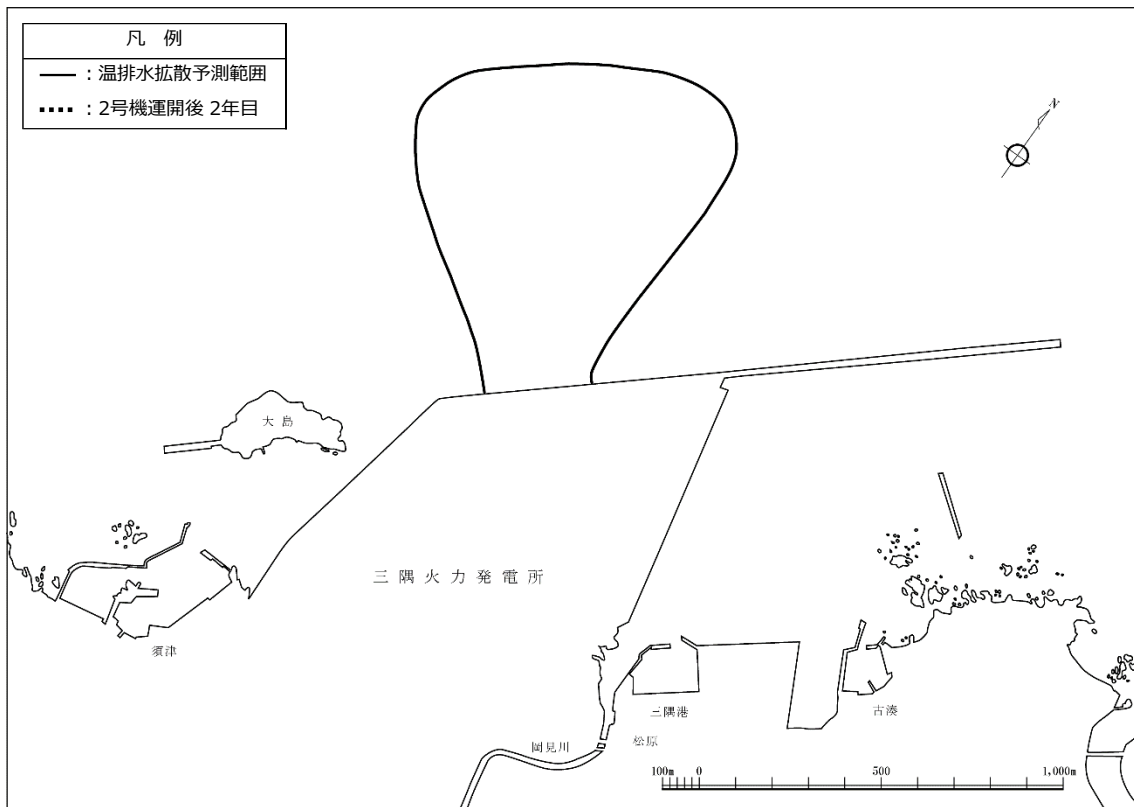 凡 例
: 温排水拡散予測範囲
: 2号機運開後 2年目
N
大 島
三 隅 火 力 発 電 所
須津
三隅港
古湊
岡見川
松原
100m 0 500 1,000m